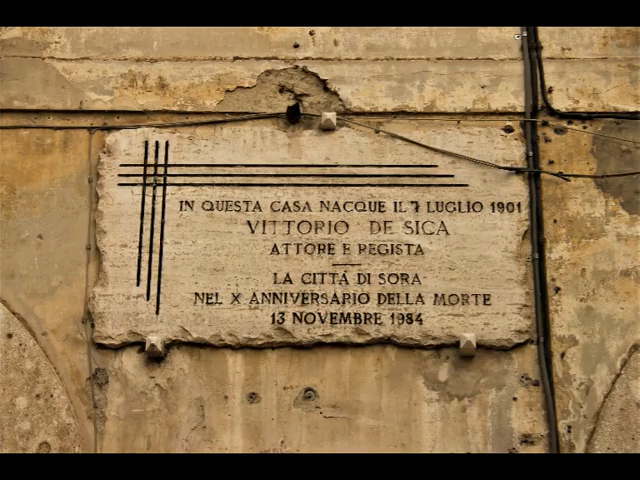 IN QUESTA CASA NACQUE IL 7 LUGLIO 1901
VITTORIO DE SICA
ATTORE E REGISTA
LA CITTÀ DI SORA
NEL X ANNIVERSARIO DELLA MORTE
13 NOVEMBRE 1984